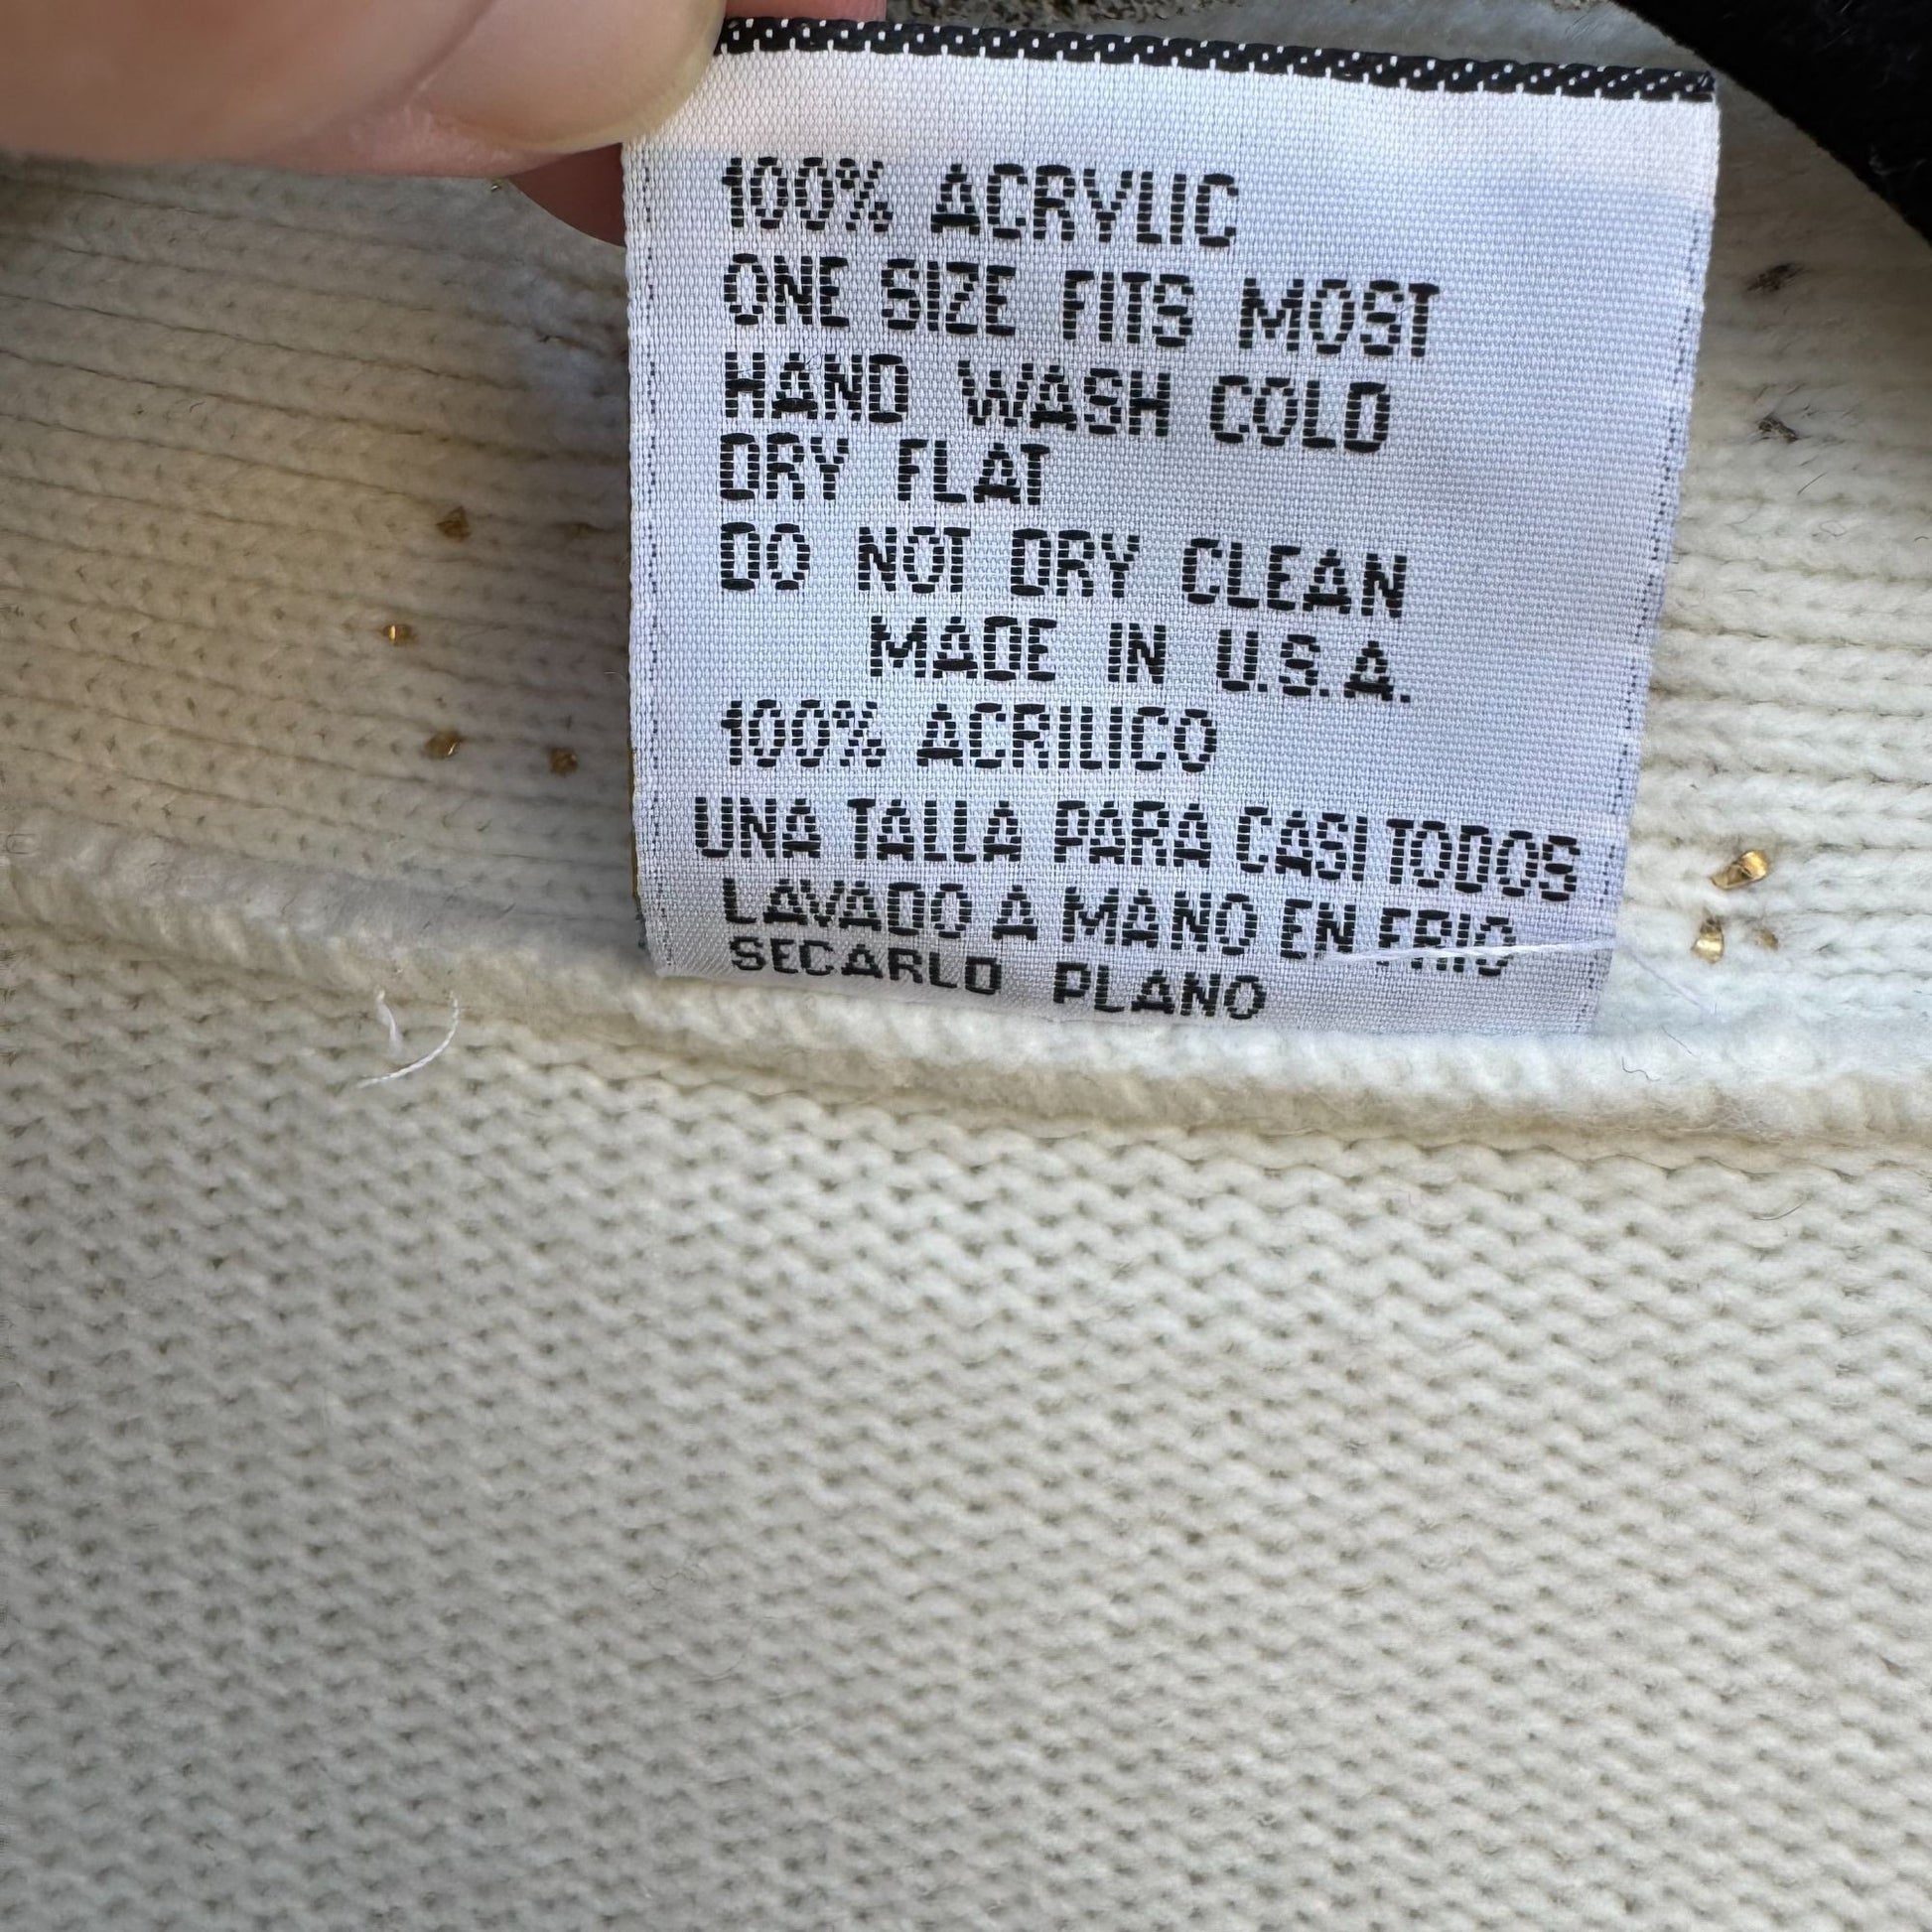 100% ACRYLIC
ONE SIZE FITS MOST
HAND WASH COLD
DRY FLAT
DO NOT DRY CLEAN
MADE IN U.S.A.
100% ACRILICO
UNA TALLA PARA CASI TODOS
LAVADO A MANO EN FRIO
SECARLO PLANO